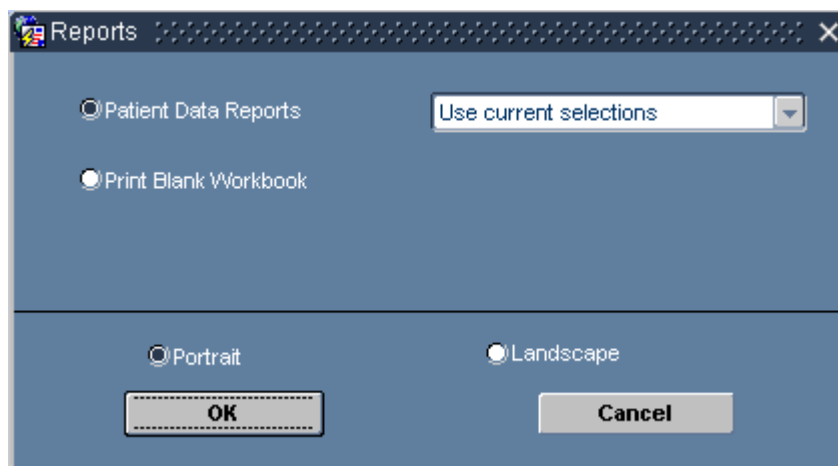 Reports
Patient Data Reports Use current selections
Print Blank Workbook
Portrait Landscape
OK Cancel